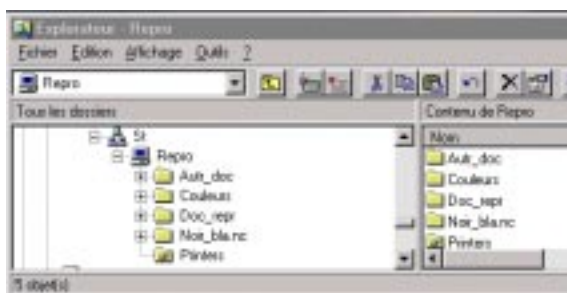 Explorateur - Repro
Fichier Edition Affichage Outils ?
Repro
Tous les dossiers
Contenu de Repro
St
Repro
Autr_doc
Couleurs
Doc_repr
Noir_blanc
Printers
Nom
Autr_doc
Couleurs
Doc_repr
Noir_blanc
Printers
5 objet(s)